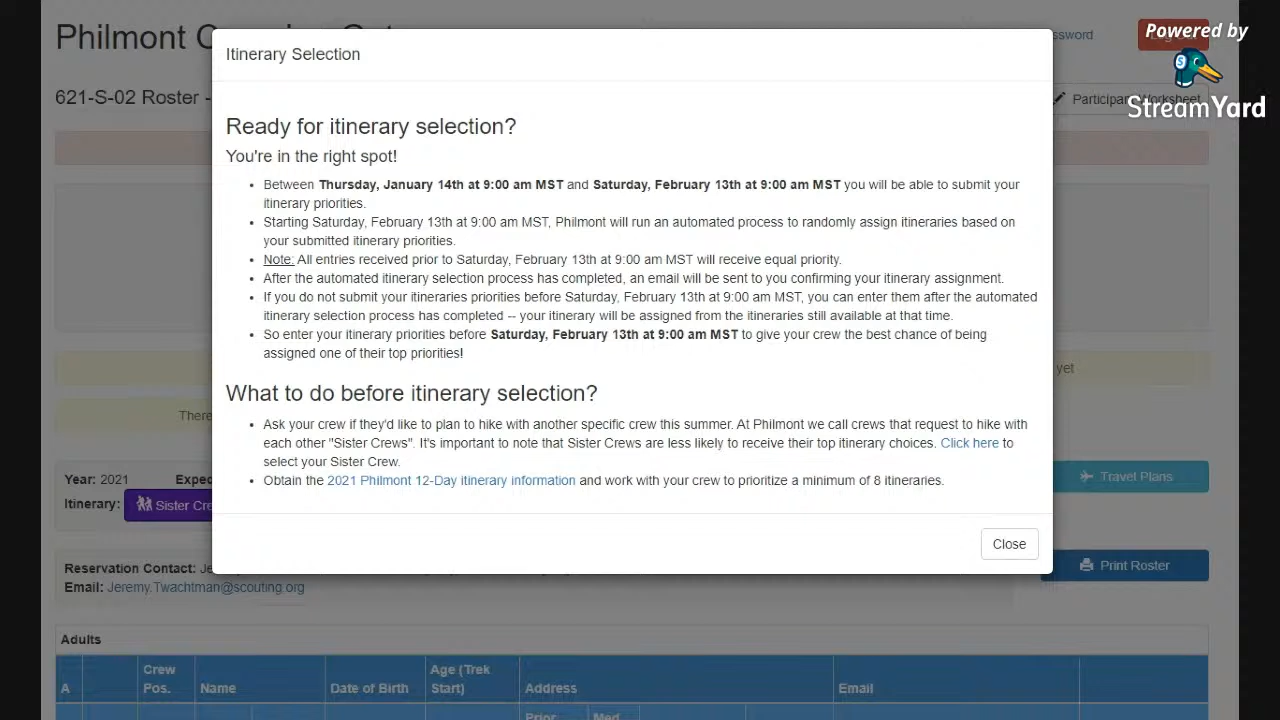 Philmont
Itinerary Selection
Powered by
621-S-02 Roster -
Participant Worksheet
StreamYard
Ready for itinerary selection?
You're in the right spot!
• Between Thursday, January 14th at 9:00 am MST and Saturday, February 13th at 9:00 am MST you will be able to submit your
itinerary priorities.
• Starting Saturday, February 13th at 9:00 am MST, Philmont will run an automated process to randomly assign itineraries based on
your submitted itinerary priorities.
• Note: All entries received prior to Saturday, February 13th at 9:00 am MST will receive equal priority.
• After the automated itinerary selection process has completed, an email will be sent to you confirming your itinerary assignment.
• If you do not submit your itineraries priorities before Saturday, February 13th at 9:00 am MST, you can enter them after the automated
itinerary selection process has completed -- your itinerary will be assigned from the itineraries still available at that time.
• So enter your itinerary priorities before Saturday, February 13th at 9:00 am MST to give your crew the best chance of being
assigned one of their top priorities!
yet
What to do before itinerary selection?
There
• Ask your crew if they'd like to plan to hike with another specific crew this summer. At Philmont we call crews that request to hike with
each other "Sister Crews". It's important to note that Sister Crews are less likely to receive their top itinerary choices. Click here to
select your Sister Crew.
• Obtain the 2021 Philmont 12-Day itinerary information and work with your crew to prioritize a minimum of 8 itineraries.
Year: 2021 Expec
Travel Plans
Itinerary: Sister Cre
Close
Reservation Contact: Je
Print Roster
Email: Jeremy.Twachtman@scouting.org
Adults
A Crew Pos. Name Date of Birth Age (Trek Start) Address Email
Prior Med